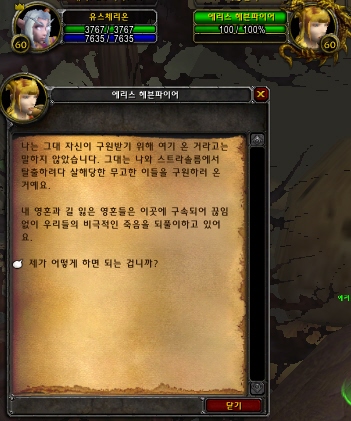 유스체리온
3767 / 3767
7635 / 7635
60
에리스 헤븐파이어
100 / 100%
60
에리스 헤븐파이어
나는 그대 자신이 구원받기 위해 여기 온 거라고는
말하지 않았습니다. 그대는 나와 스트라솔름에서
탈출하려다 살해당한 무고한 이들을 구원하러 온
거예요.
내 영혼과 길 잃은 영혼들은 이곳에 구속되어 끊임
없이 우리들의 비극적인 죽음을 되풀이하고 있어
요.
제가 어떻게 하면 되는 겁니까?
에리
닫기